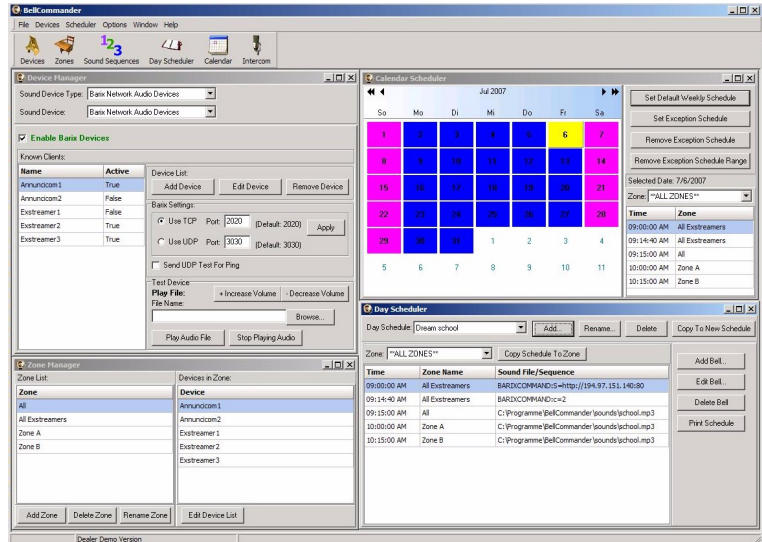 BellCommander
File Devices Scheduler Options Window Help
Devices Zones Sound Sequences Day Scheduler Calendar Intercom
Device Manager
Sound Device Type: Barix Network Audio Devices
Sound Device: Barix Network Audio Devices
Enable Barix Devices
Known Clients:
Name Active
Annuncicom1 True
Annuncicom2 False
Exstreamer1 False
Exstreamer2 True
Exstreamer3 True
Device List:
Add Device Edit Device Remove Device
Barix Settings:
Use TCP Port: 2020 (Default: 2020) Apply
Use UDP Port: 3030 (Default: 3030)
Send UDP Test For Ping
Test Device
Play File: + Increase Volume - Decrease Volume
File Name:
Browse...
Play Audio File Stop Playing Audio
Calendar Scheduler
Jul 2007
So Mo Di Mi Do Fr Sa
1 2 3 4 5 6 7
8 9 10 11 12 13 14
15 16 17 18 19 20 21
22 23 24 25 26 27 28
29 30 31 1 2 3 4
5 6 7 8 9 10 11
Set Default Weekly Schedule
Set Exception Schedule
Remove Exception Schedule
Remove Exception Schedule Range
Selected Date: 7/6/2007
Zone: **ALL ZONES**
Time Zone
09:00:00 AM All Exstreamers
09:14:40 AM All Exstreamers
09:15:00 AM All
10:00:00 AM Zone A
10:15:00 AM Zone B
Zone Manager
Zone List:
Zone
All
All Exstreamers
Zone A
Zone B
Add Zone Delete Zone Rename Zone
Devices in Zone:
Device
Annuncicom1
Annuncicom2
Exstreamer1
Exstreamer2
Exstreamer3
Edit Device List
Day Scheduler
Day Schedule: Dream school Add... Rename... Delete Copy To New Schedule
Zone: **ALL ZONES** Copy Schedule To Zone
Time Zone Name Sound File/Sequence
09:00:00 AM All Exstreamers BARIXCOMMAND:S=http://194.97.151.140:80
09:14:40 AM All Exstreamers BARIXCOMMAND:c=2
09:15:00 AM All C:\Programme\BellCommander\sounds\school.mp3
10:00:00 AM Zone A C:\Programme\BellCommander\sounds\school.mp3
10:15:00 AM Zone B C:\Programme\BellCommander\sounds\school.mp3
Add Bell...
Edit Bell...
Delete Bell
Print Schedule
Dealer Demo Version